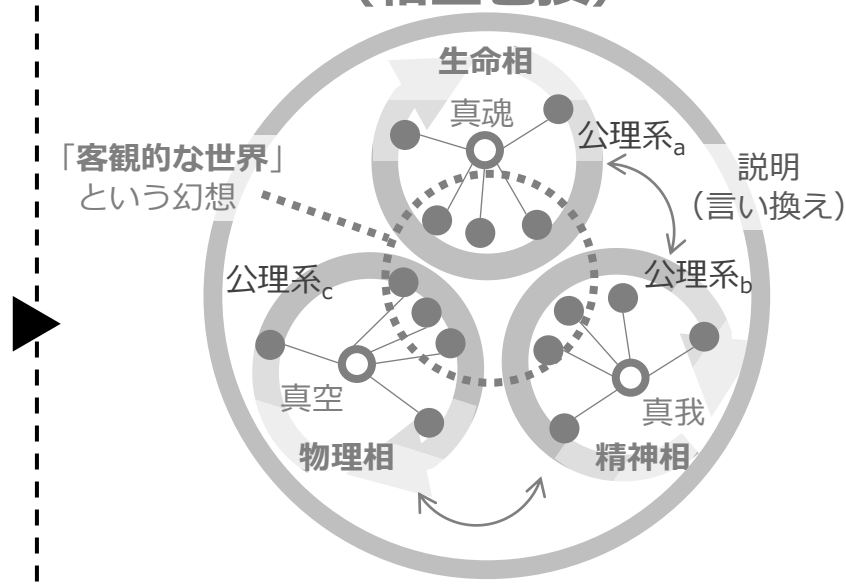 生命相
真魂
公理系a
「客観的な世界」
という幻想
説明
(言い換え)
公理系c
公理系b
真空
真我
物理相
精神相